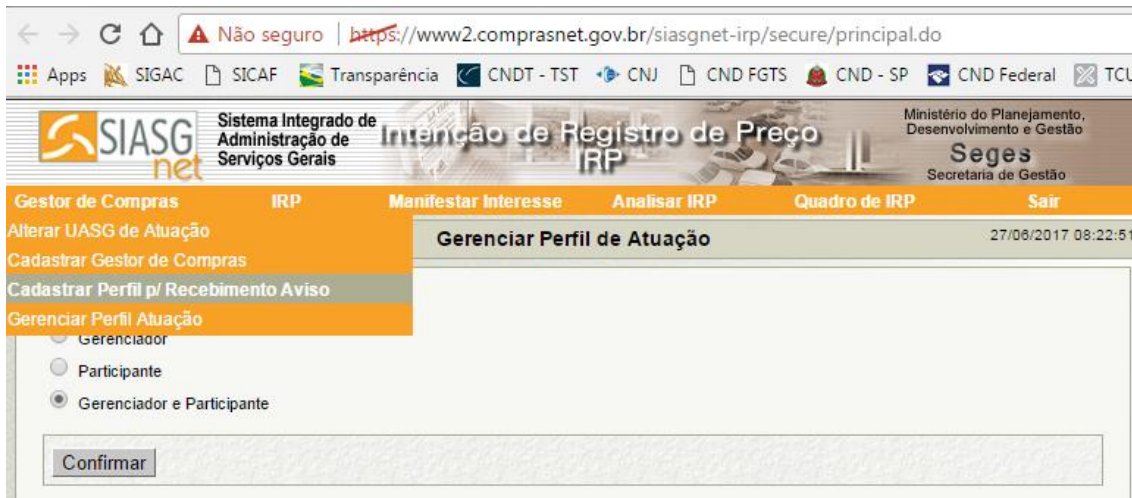 Não seguro | https://www2.comprasnet.gov.br/siasgnet-irp/secure/principal.do
Apps SIGAC SICAF Transparência CNDT - TST CNJ CND FGTS CND - SP CND Federal TCU
SIASG
net
Sistema Integrado de
Administração de
Serviços Gerais
Intenção de Registro de Preço
IRP
Ministério do Planejamento,
Desenvolvimento e Gestão
Seges
Secretaria de Gestão
Gestor de Compras IRP Manifestar Interesse Analisar IRP Quadro de IRP Sair
Alterar UASG de Atuação
Gerenciar Perfil de Atuação 27/06/2017 08:22:51
Cadastrar Gestor de Compras
Cadastrar Perfil p/ Recebimento Aviso
Gerenciar Perfil Atuação
Gerenciador
Participante
Gerenciador e Participante
Confirmar